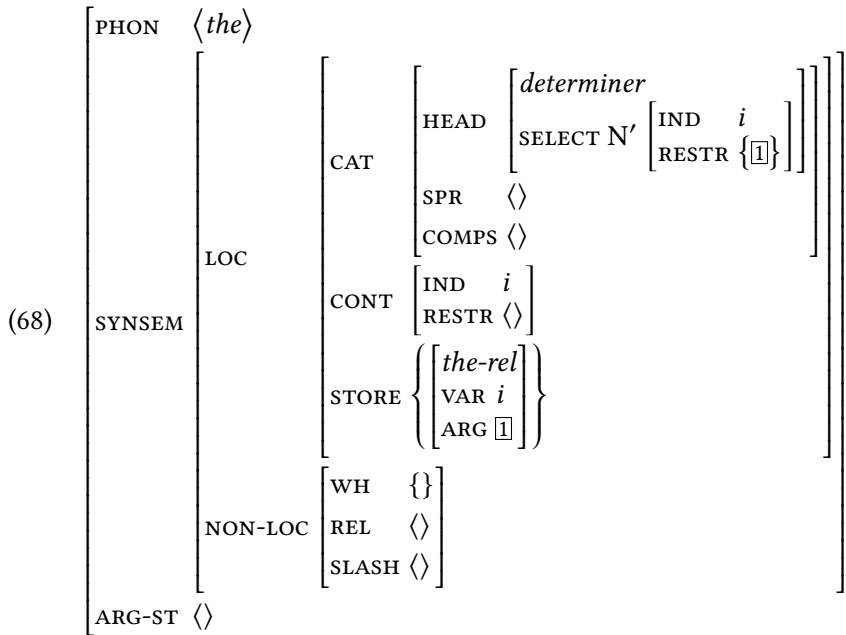 PHON ⟨the⟩
determiner
HEAD SELECT N′ IND i
RESTR {1}
CAT
SPR ⟨⟩
COMPS ⟨⟩
LOC
IND i
CONT RESTR ⟨⟩
(68) SYNSEM
the-rel
STORE { VAR i }
ARG 1
WH {}
NON-LOC REL ⟨⟩
SLASH ⟨⟩
ARG-ST ⟨⟩